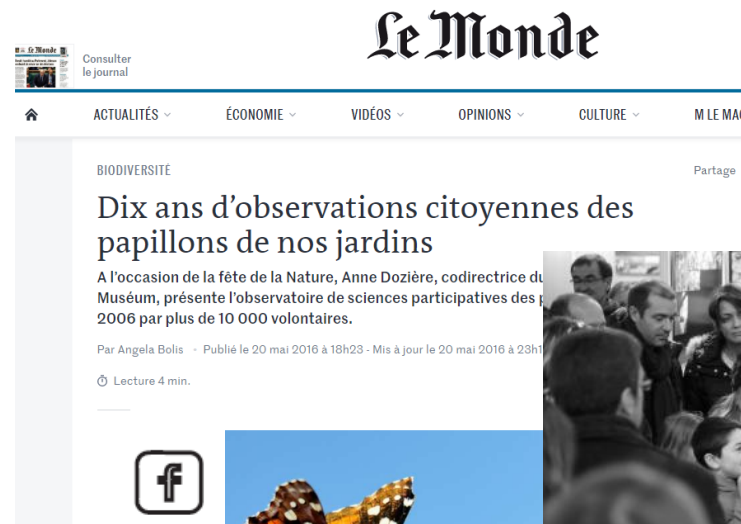 Le Monde
Consulter
le journal
ACTUALITÉS
ÉCONOMIE
VIDÉOS
OPINIONS
CULTURE
M LE MAG
BIODIVERSITÉ
Partage
Dix ans d’observations citoyennes des
papillons de nos jardins
A l’occasion de la fête de la Nature, Anne Dozière, codirectrice du
Muséum, présente l’observatoire de sciences participatives des
2006 par plus de 10 000 volontaires.
Par Angela Bolis • Publié le 20 mai 2016 à 18h23 - Mis à jour le 20 mai 2016 à 23h1
Lecture 4 min.